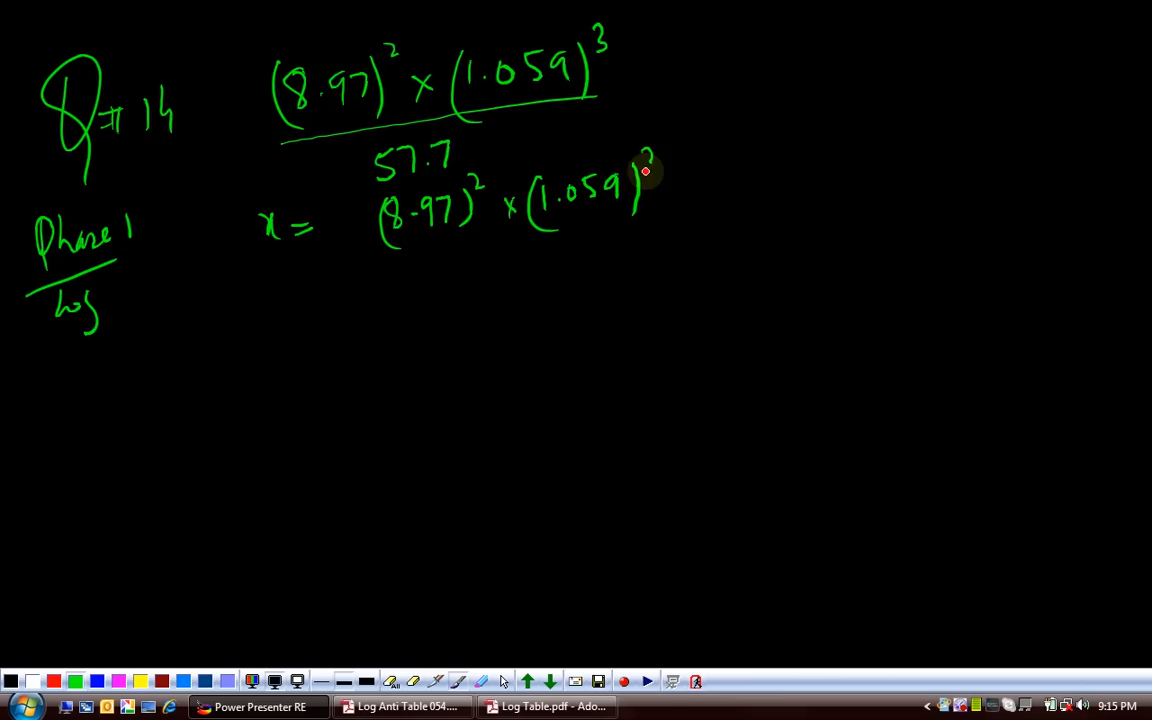 Q # 14
(8.97)² × (1.059)³
57.7
Phase 1
Log
x = (8.97)² × (1.059)
Power Presenter RE
Log Anti Table 054....
Log Table.pdf - Ado...
9:15 PM